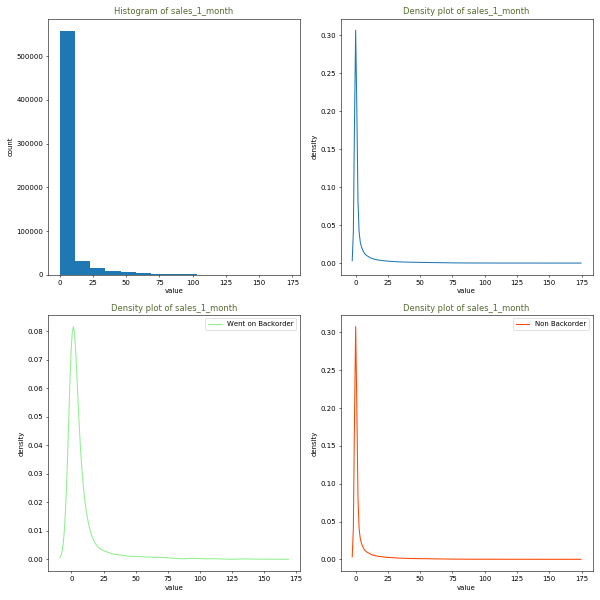 Histogram of sales_1_month
count
500000
400000
300000
200000
100000
0
0 25 50 75 100 125 150 175
value
Density plot of sales_1_month
density
0.30
0.25
0.20
0.15
0.10
0.05
0.00
0 25 50 75 100 125 150 175
value
Density plot of sales_1_month
Went on Backorder
density
0.08
0.07
0.06
0.05
0.04
0.03
0.02
0.01
0.00
0 25 50 75 100 125 150 175
value
Density plot of sales_1_month
Non Backorder
density
0.30
0.25
0.20
0.15
0.10
0.05
0.00
0 25 50 75 100 125 150 175
value